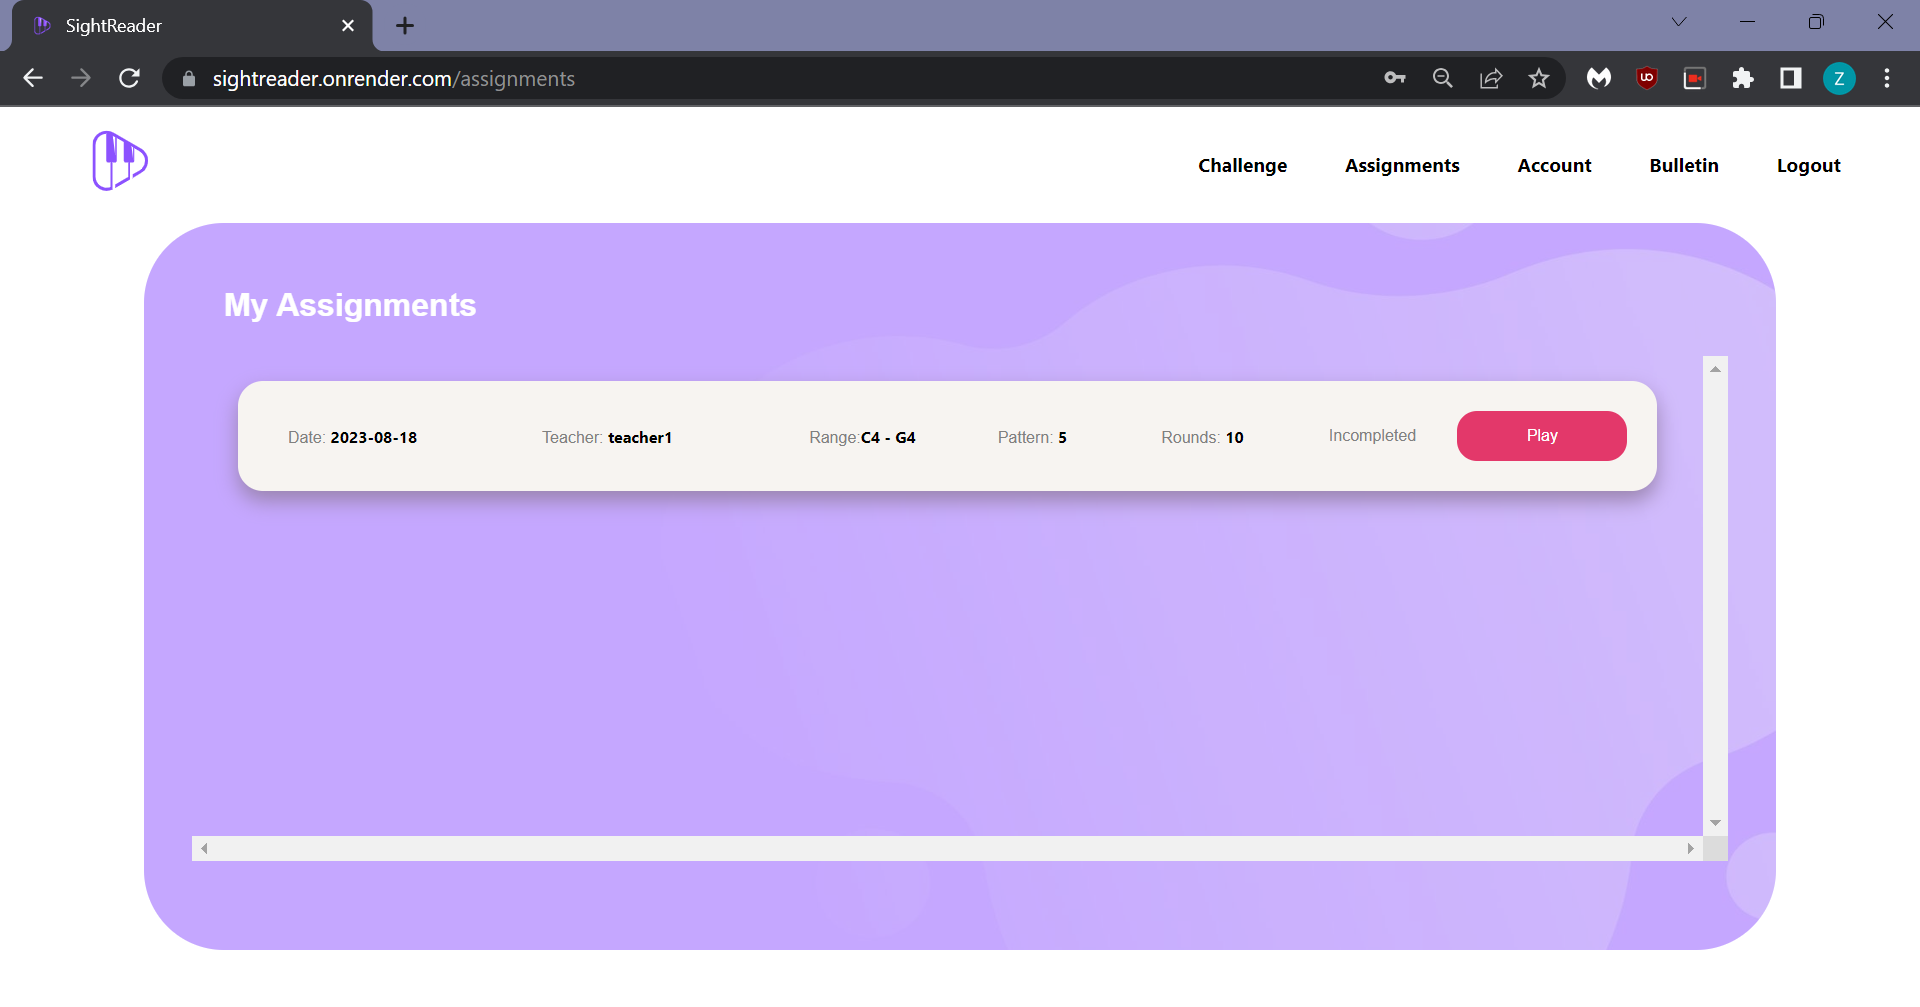 SightReader
sightreader.onrender.com/assignments
Z
Challenge Assignments Account Bulletin Logout
My Assignments
Date: 2023-08-18 Teacher: teacher1 Range:C4 - G4 Pattern: 5 Rounds: 10 Incompleted Play